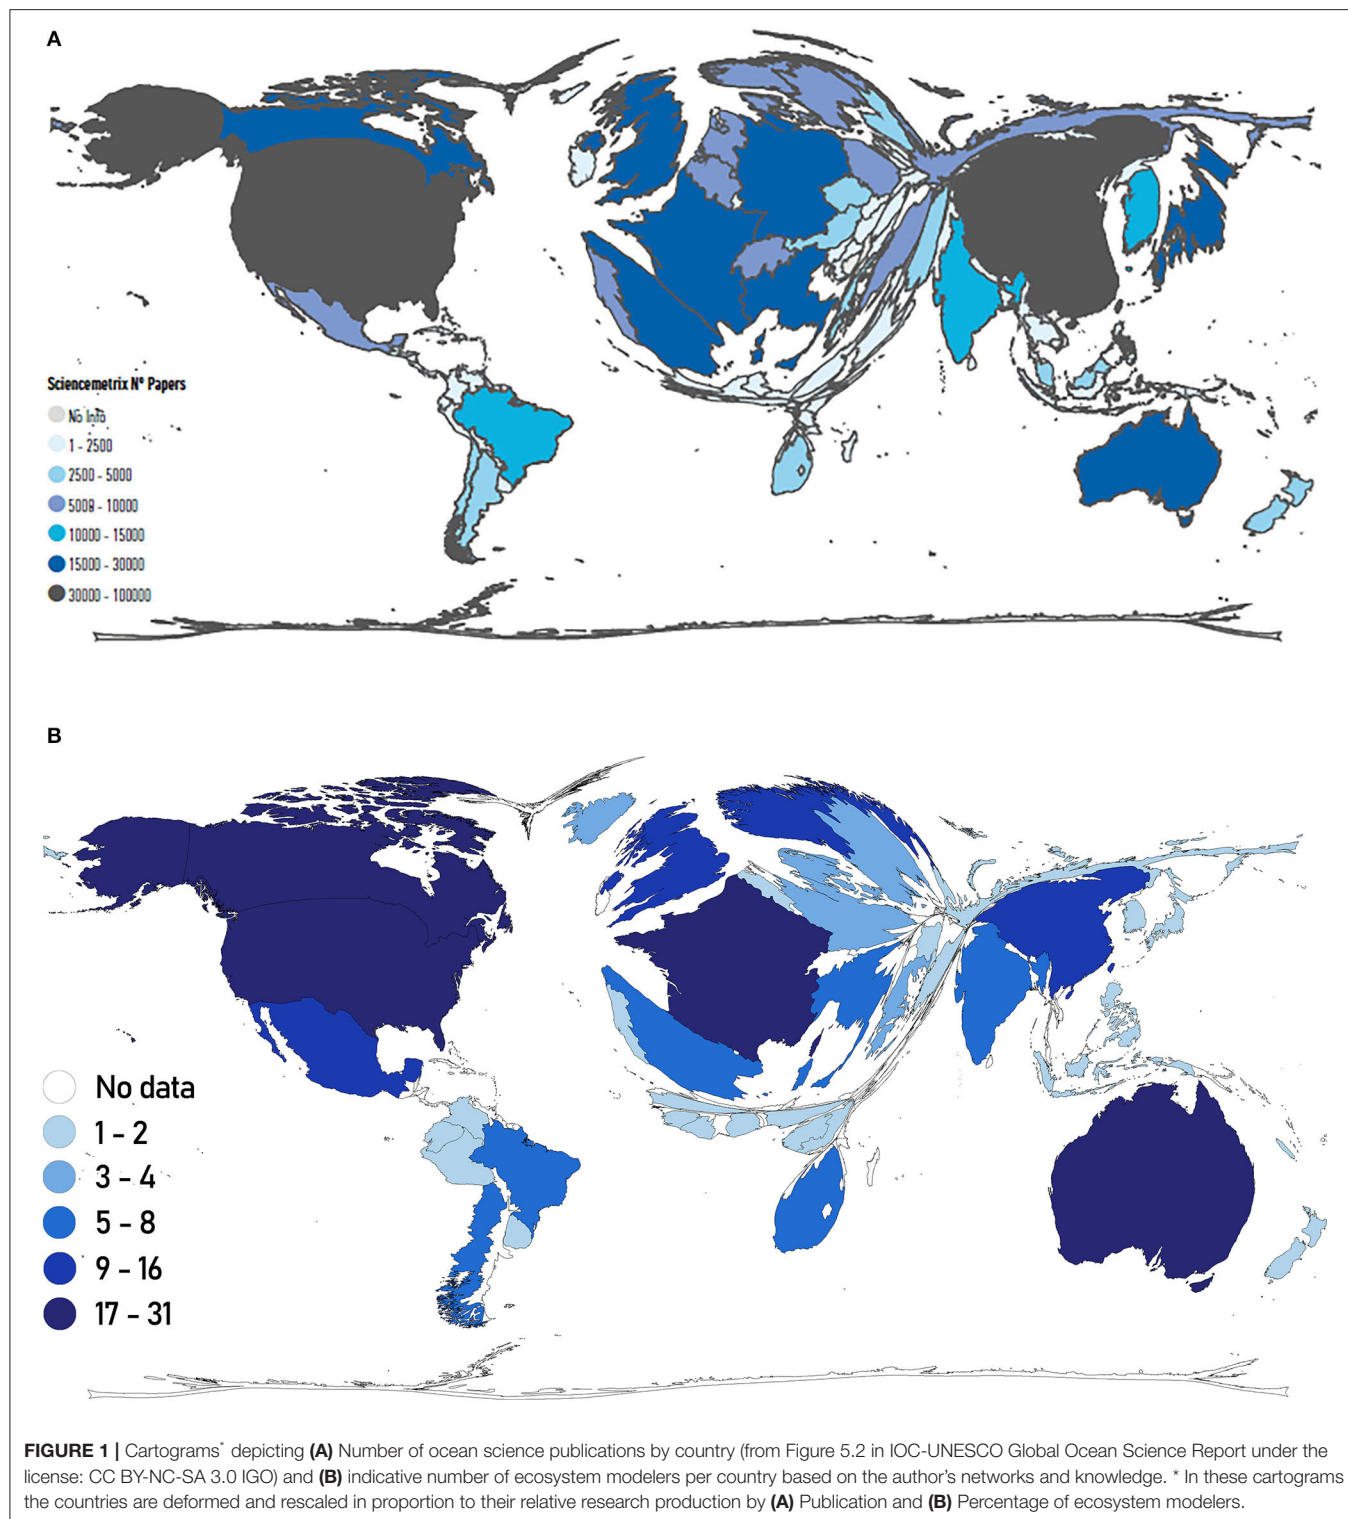 A
Sciencemetrix N° Papers
No Info
1 - 2500
2500 - 5000
5009 - 10000
10000 - 15000
15000 - 30000
30000 - 100000
B
No data
1 – 2
3 – 4
5 – 8
9 – 16
17 – 31
FIGURE 1 | Cartograms* depicting (A) Number of ocean science publications by country (from Figure 5.2 in IOC-UNESCO Global Ocean Science Report under the
license: CC BY-NC-SA 3.0 IGO) and (B) indicative number of ecosystem modelers per country based on the author's networks and knowledge. * In these cartograms
the countries are deformed and rescaled in proportion to their relative research production by (A) Publication and (B) Percentage of ecosystem modelers.